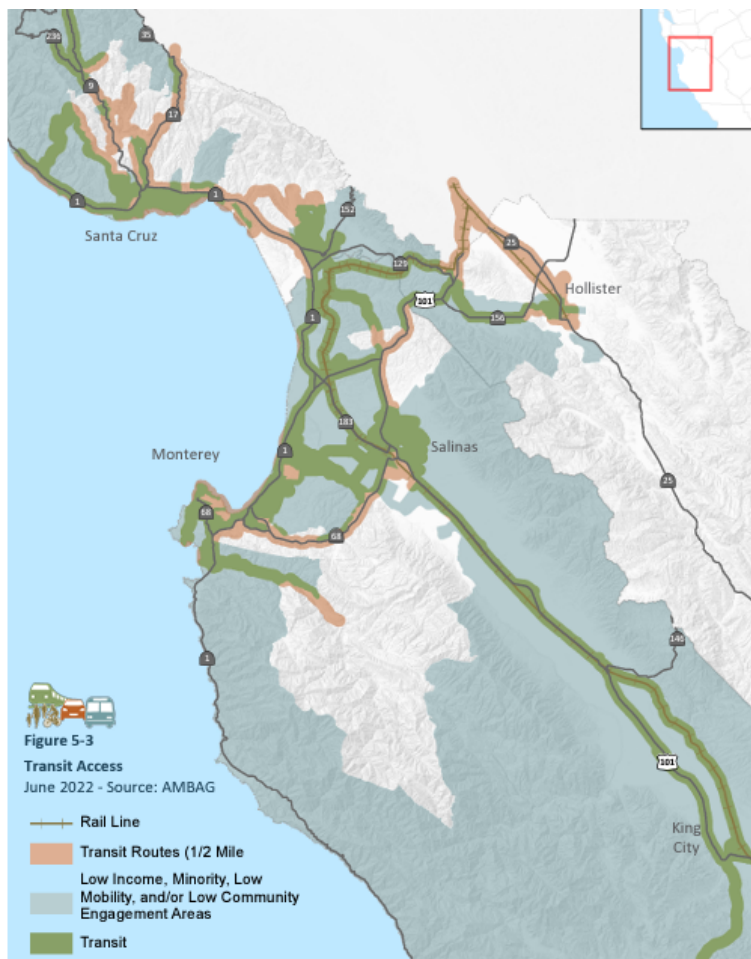 236
35
9
17
1
1
Santa Cruz
152
25
129
Hollister
101
1
156
183
Salinas
Monterey
1
25
68
68
146
1
101
Figure 5-3
Transit Access
June 2022 - Source: AMBAG
Rail Line
Transit Routes (1/2 Mile
Low Income, Minority, Low
Mobility, and/or Low Community
Engagement Areas
Transit
King
City